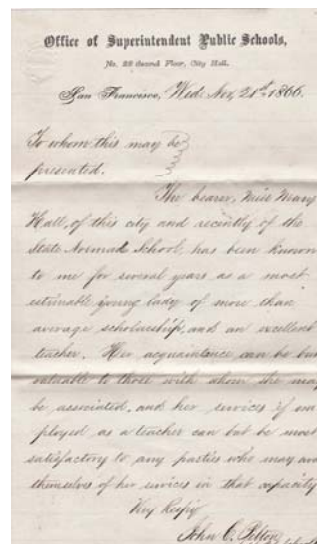 Office of Superintendent Public Schools,
No. 22 Second Floor, City Hall.
San Francisco, Wed. Nov. 21st 1866.
To whom this may be
presented.
The bearer, Miss Mary
Hall, of this city and recently of the
State Normal School, has been known
to me for several years as a most
estimable young lady of more than
average scholarship, and an excellent
teacher. Her acquaintance can be but
valuable to those with whom she may
be associated, and her services if em
ployed as a teacher can but be most
satisfactory to any parties who may av
themselves of her services in that capacity
Very Respy
John C. Pelton